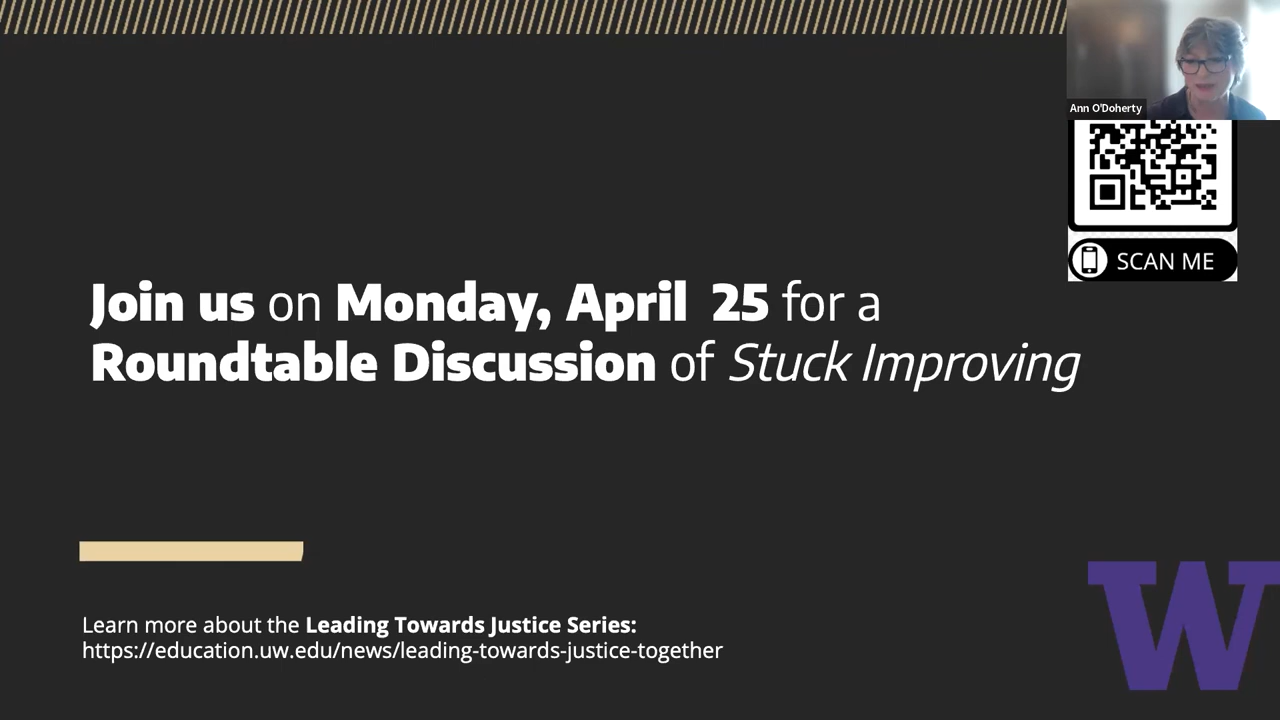 Ann O'Doherty
SCAN ME
Join us on Monday, April 25 for a
Roundtable Discussion of Stuck Improving
Learn more about the Leading Towards Justice Series:
https://education.uw.edu/news/leading-towards-justice-together
W